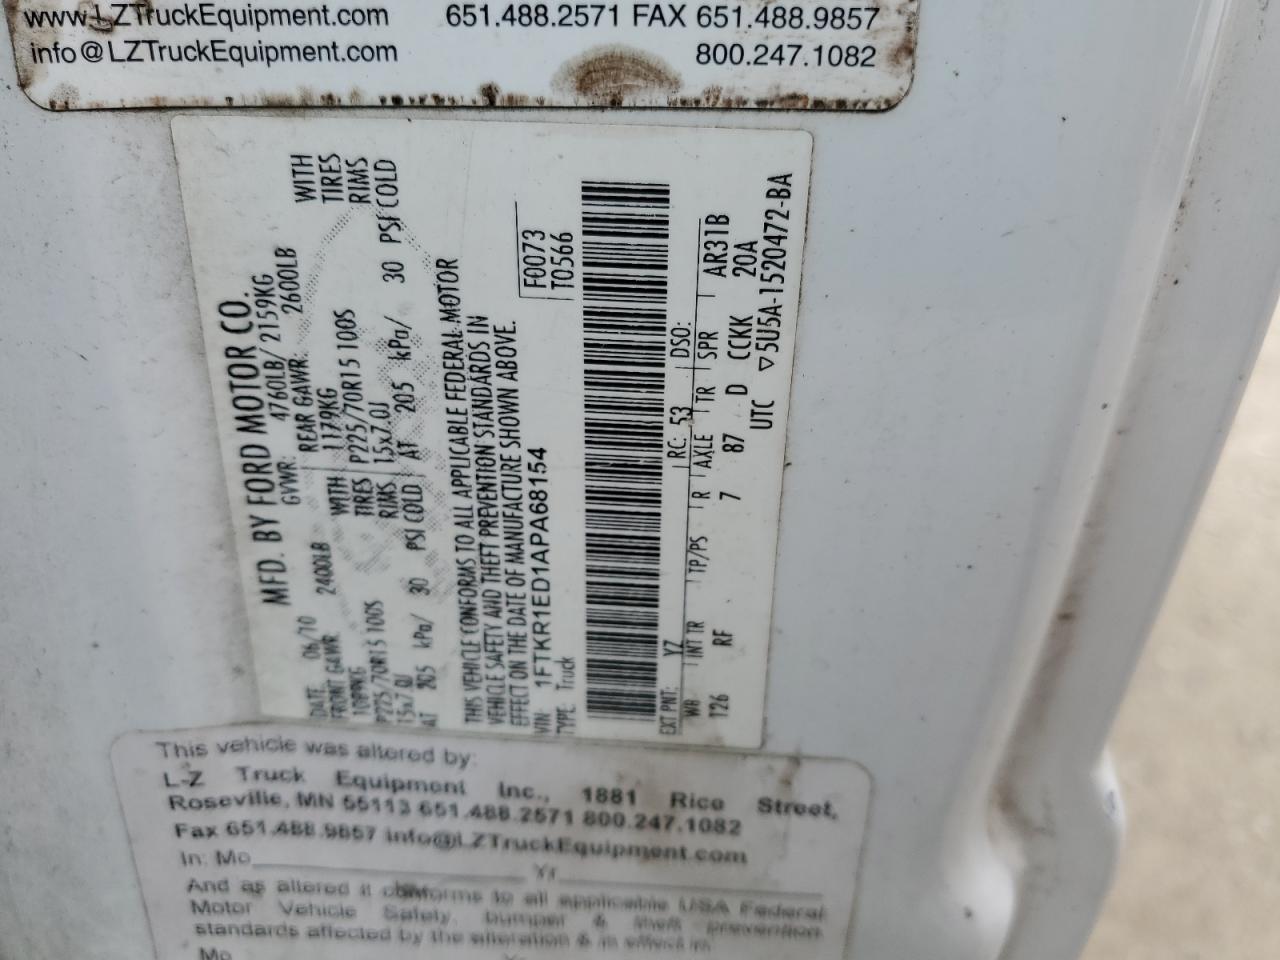 www.LZTruckEquipment.com 651.488.2571 FAX 651.488.9857
info@LZTruckEquipment.com 800.247.1082
MFD. BY FORD MOTOR CO.
DATE 06/10 GVWR: 4760LB/ 2159KG
FRONT GAWR 2400LB REAR GAWR: 2600LB
WITH 1179KG WITH
P225/70R15 100S TIRES P225/70R15 100S TIRES
15x7.0J RIMS 15x7.0J RIMS
AT 205 kPa/ 30 PSI COLD AT 205 kPa/ 30 PSI COLD
THIS VEHICLE CONFORMS TO ALL APPLICABLE FEDERAL MOTOR
VEHICLE SAFETY AND THEFT PREVENTION STANDARDS IN
EFFECT ON THE DATE OF MANUFACTURE SHOWN ABOVE.
VIN: 1FTKR1ED1APA68154 F0073
TYPE: Truck T0566
EXT PNT: YZ RC: 53 DSO:
WB INT TR TP/PS R AXLE TR SPR AR31B
126 RF 7 87 D CCKK 20A
UTC ▽5U5A-1520472-BA
This vehicle was altered by:
L-Z Truck Equipment Inc., 1881 Rice Street,
Roseville, MN 55113 651.488.2571 800.247.1082
Fax 651.488.9857 info@LZTruckEquipment.com
In: Mo Yr
And as altered it conforms to all applicable USA Federal
Motor Vehicle Safety, bumper & theft prevention
standards affected by the alteration & in effect in
Mo